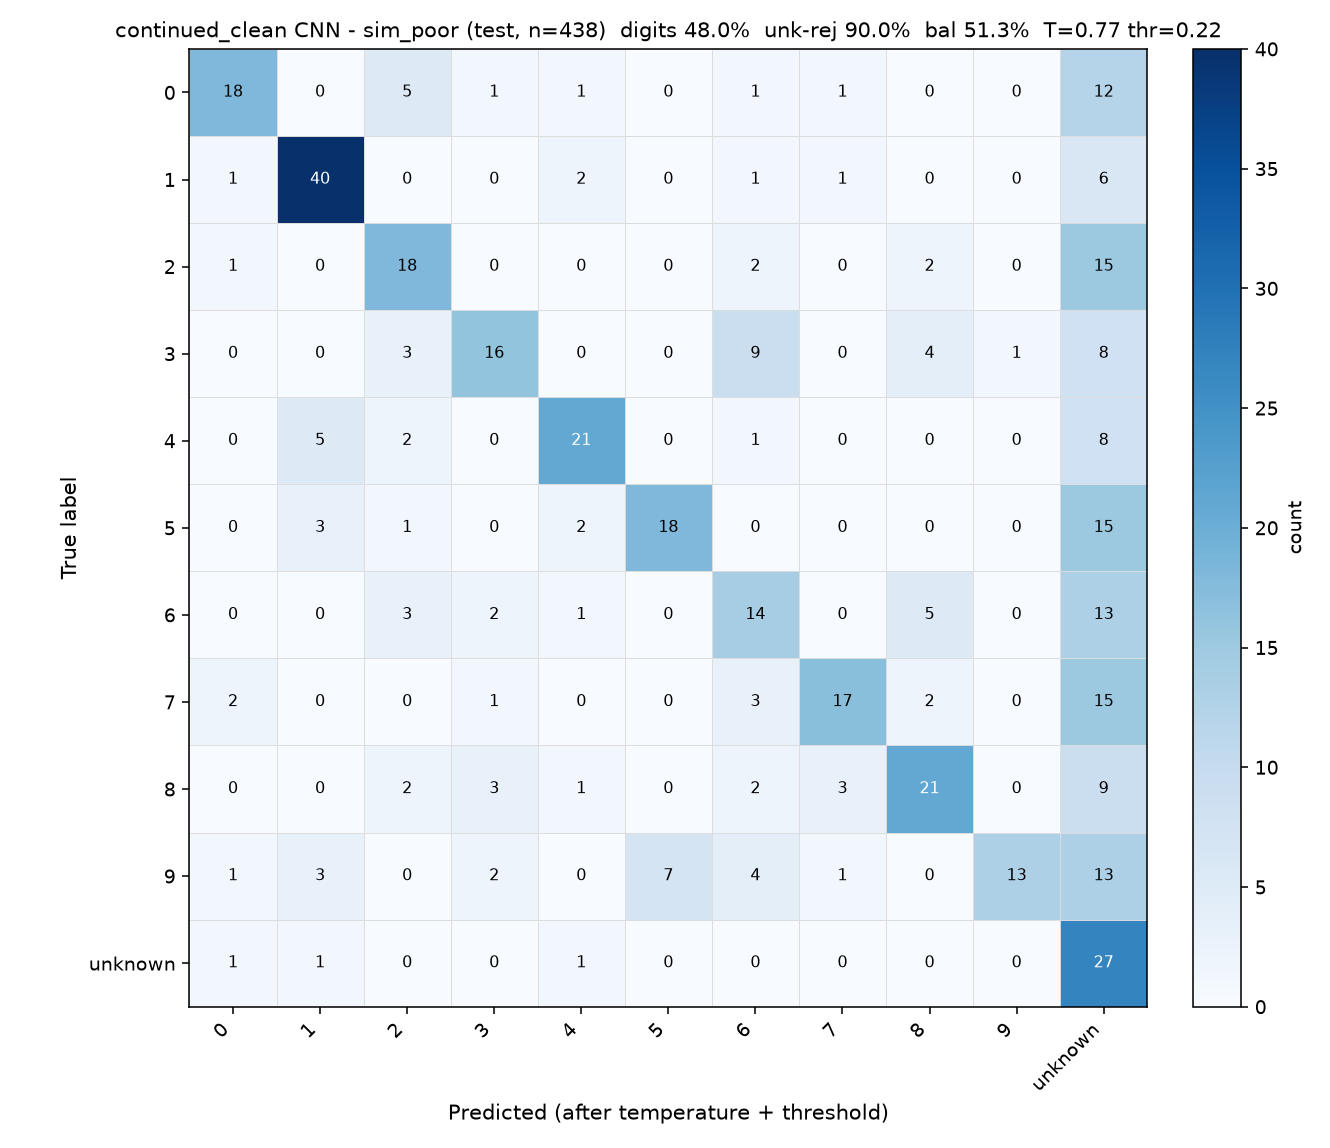 continued_clean CNN - sim_poor (test, n=438)  digits 48.0%  unk-rej 90.0%  bal 51.3%  T=0.77 thr=0.22
0 18 0 5 1 1 0 1 1 0 0 12
1 1 40 0 0 2 0 1 1 0 0 6
2 1 0 18 0 0 0 2 0 2 0 15
3 0 0 3 16 0 0 9 0 4 1 8
4 0 5 2 0 21 0 1 0 0 0 8
5 0 3 1 0 2 18 0 0 0 0 15
6 0 0 3 2 1 0 14 0 5 0 13
7 2 0 0 1 0 0 3 17 2 0 15
8 0 0 2 3 1 0 2 3 21 0 9
9 1 3 0 2 0 7 4 1 0 13 13
unknown 1 1 0 0 1 0 0 0 0 0 27
0 1 2 3 4 5 6 7 8 9 unknown
Predicted (after temperature + threshold)
True label
40
35
30
25
20
15
10
5
0
count